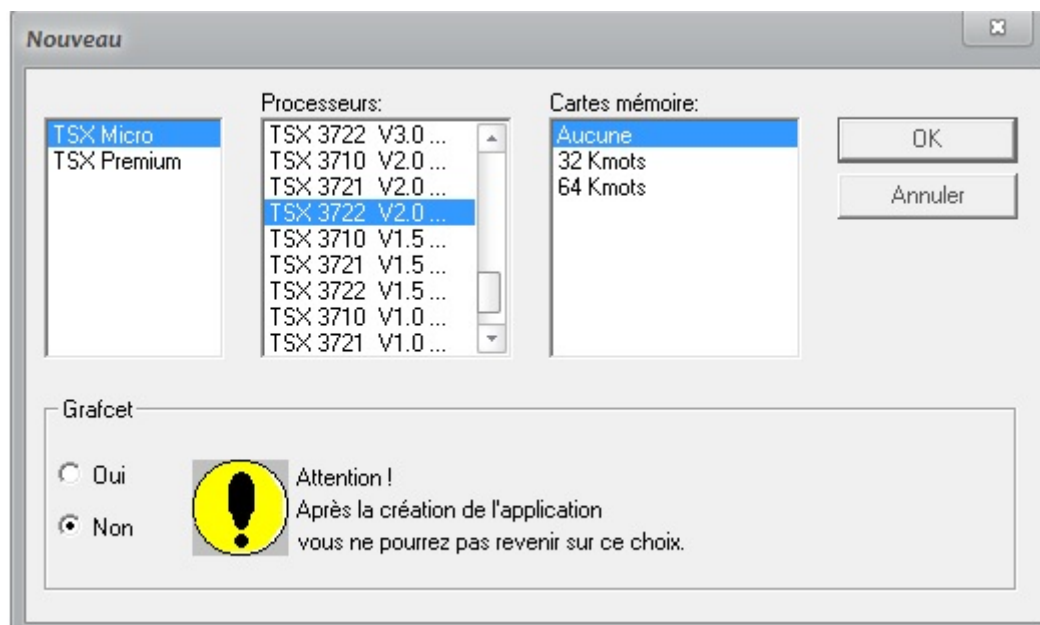 Nouveau
TSX Micro
TSX Premium
Processeurs:
TSX 3722 V3.0 ...
TSX 3710 V2.0 ...
TSX 3721 V2.0 ...
TSX 3722 V2.0 ...
TSX 3710 V1.5 ...
TSX 3721 V1.5 ...
TSX 3722 V1.5 ...
TSX 3710 V1.0 ...
TSX 3721 V1.0 ...
Cartes mémoire:
Aucune
32 Kmots
64 Kmots
OK
Annuler
Grafcet
Oui
Non
Attention !
Après la création de l'application
vous ne pourrez pas revenir sur ce choix.